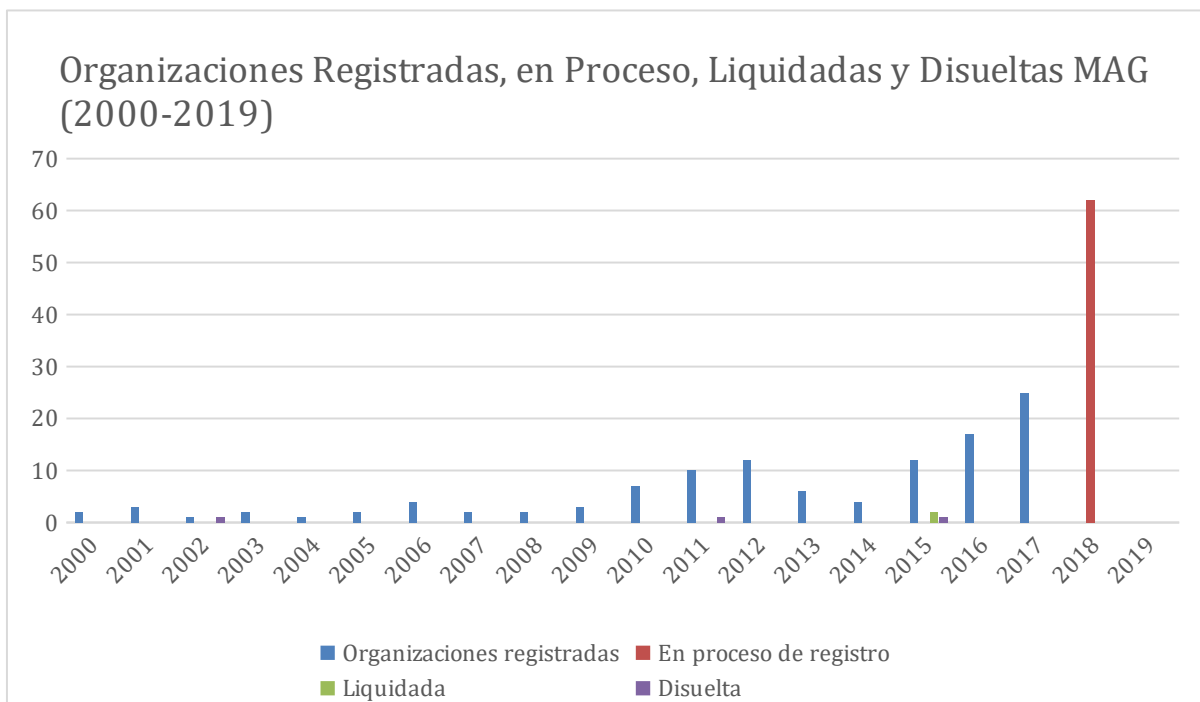 Organizaciones Registradas, en Proceso, Liquidadas y Disueltas MAG
(2000-2019)
70
60
50
40
30
20
10
0
2000 2001 2002 2003 2004 2005 2006 2007 2008 2009 2010 2011 2012 2013 2014 2015 2016 2017 2018 2019
Organizaciones registradas En proceso de registro
Liquidada Disuelta